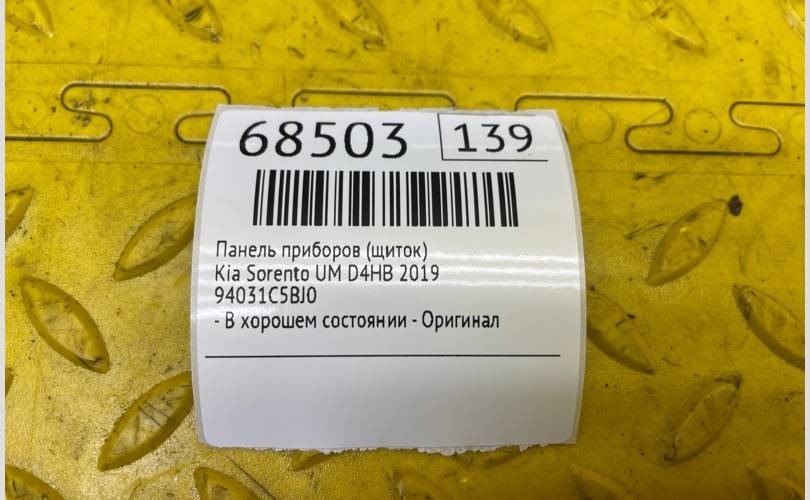 68503 139
Панель приборов (щиток)
Kia Sorento UM D4HB 2019
94031C5BJ0
- В хорошем состоянии - Оригинал